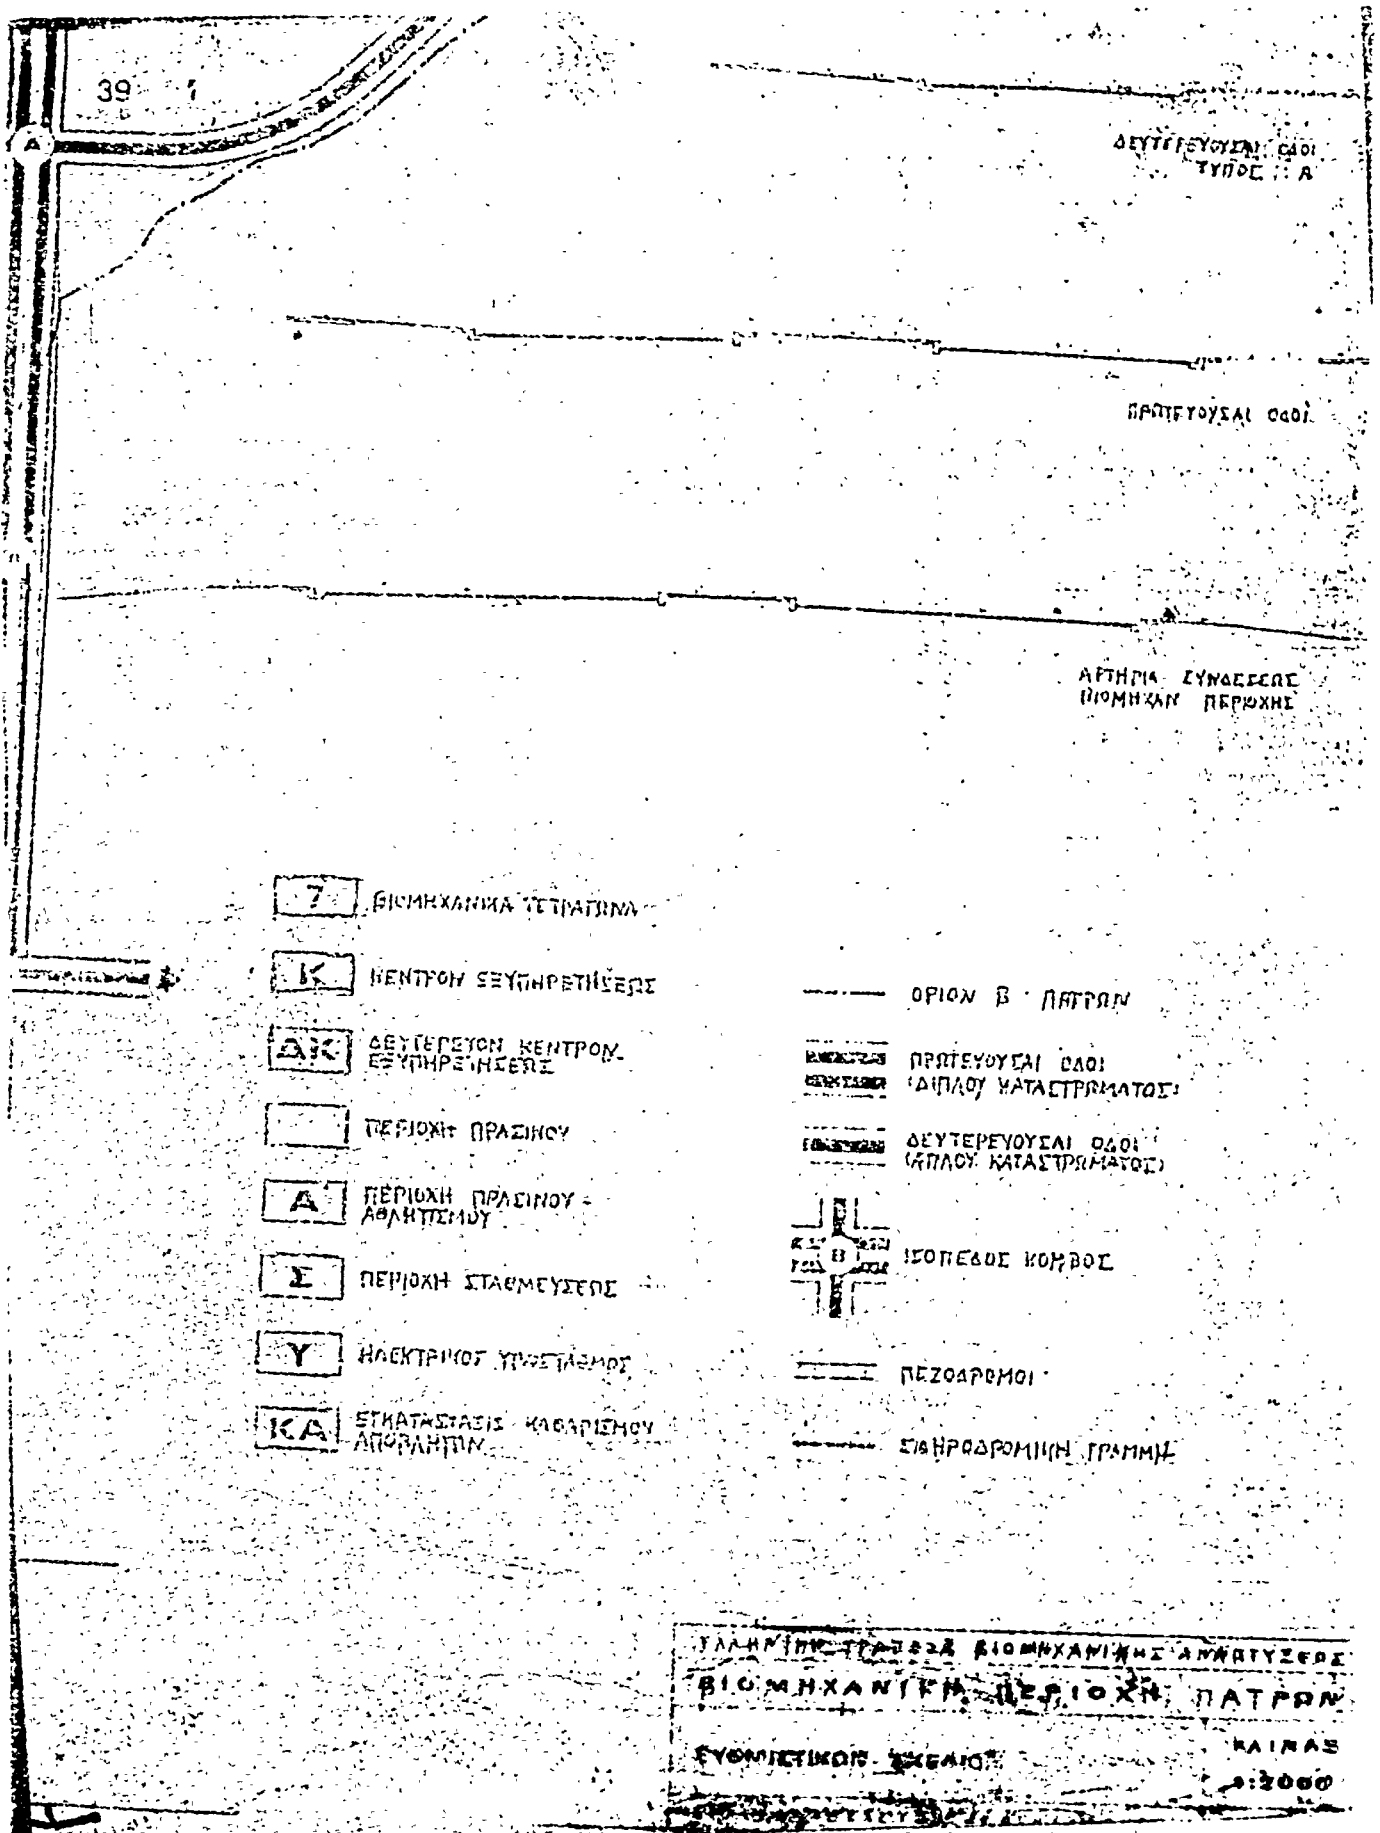 39
Α
ΔΕΥΤΕΡΕΥΟΥΣΑΙ ΟΔΟΙ
ΤΥΠΟΣ : Α
ΠΡΩΤΕΥΟΥΣΑΙ ΟΔΟΙ
ΑΡΤΗΡΙΑ ΣΥΝΔΕΣΕΩΣ
ΒΙΟΜΗΧΑΝ ΠΕΡΙΟΧΗΣ
7 ΒΙΟΜΗΧΑΝΙΚΑ ΤΕΤΡΑΓΩΝΑ
Κ ΚΕΝΤΡΟΝ ΕΞΥΠΗΡΕΤΗΣΕΩΣ
ΔΚ ΔΕΥΤΕΡΕΥΟΝ ΚΕΝΤΡΟΝ
ΕΞΥΠΗΡΕΤΗΣΕΩΣ
ΠΕΡΙΟΧΗ ΠΡΑΣΙΝΟΥ
Α ΠΕΡΙΟΧΗ ΠΡΑΣΙΝΟΥ -
ΑΘΛΗΤΙΣΜΟΥ
Σ ΠΕΡΙΟΧΗ ΣΤΑΘΜΕΥΣΕΩΣ
Υ ΗΛΕΚΤΡΙΚΟΣ ΥΠΟΣΤΑΘΜΟΣ
ΚΑ ΕΓΚΑΤΑΣΤΑΣΙΣ ΚΑΘΑΡΙΣΜΟΥ
ΑΠΟΒΛΗΤΩΝ
ΟΡΙΟΝ Β · ΠΑΤΡΩΝ
ΠΡΩΤΕΥΟΥΣΑΙ ΟΔΟΙ
(ΔΙΠΛΟΥ ΚΑΤΑΣΤΡΩΜΑΤΟΣ)
ΔΕΥΤΕΡΕΥΟΥΣΑΙ ΟΔΟΙ
(ΑΠΛΟΥ ΚΑΤΑΣΤΡΩΜΑΤΟΣ)
Β ΙΣΟΠΕΔΟΣ ΚΟΜΒΟΣ
ΠΕΖΟΔΡΟΜΟΙ
ΣΙΔΗΡΟΔΡΟΜΙΚΗ ΓΡΑΜΜΗ
ΕΛΛΗΝΙΚΗ ΤΡΑΠΕΖΑ ΒΙΟΜΗΧΑΝΙΚΗΣ ΑΝΑΠΤΥΞΕΩΣ
ΒΙΟΜΗΧΑΝΙΚΗ ΠΕΡΙΟΧΗ ΠΑΤΡΩΝ
ΡΥΘΜΙΣΤΙΚΟΝ ΣΧΕΔΙΟΝ
ΚΛΙΜΑΞ
1:2000